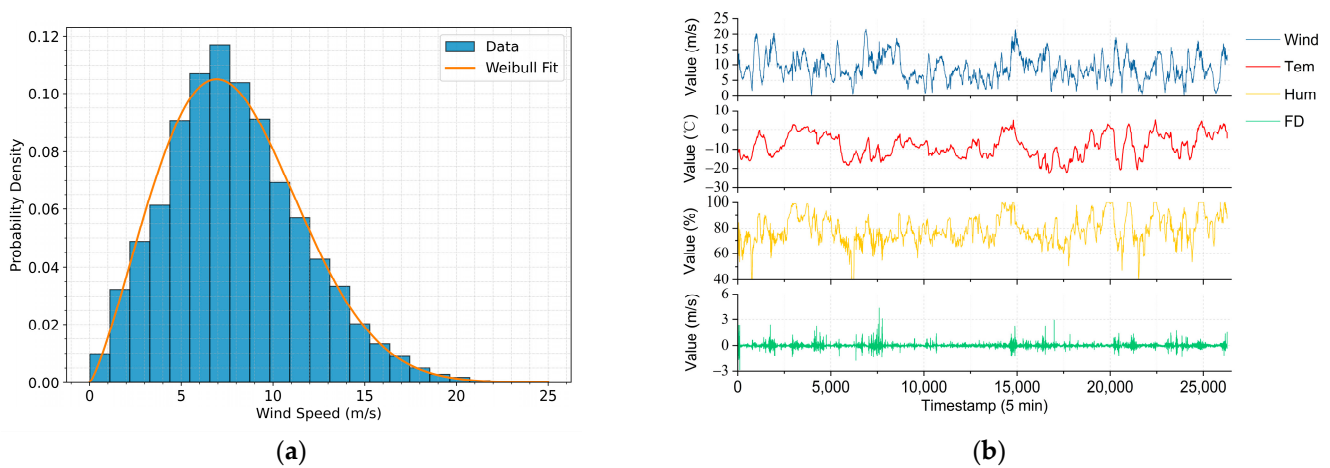 0.12
0.10
0.08
0.06
0.04
0.02
0.00
Probability Density
Data
Weibull Fit
0 5 10 15 20 25
Wind Speed (m/s)
(a)
25
20
15
10
5
0
Value (m/s)
10
0
−10
−20
−30
Value (℃)
100
80
60
40
Value (%)
6
3
0
−3
Value (m/s)
0 5,000 10,000 15,000 20,000 25,000
Timestamp (5 min)
Wind
Tem
Hum
FD
(b)